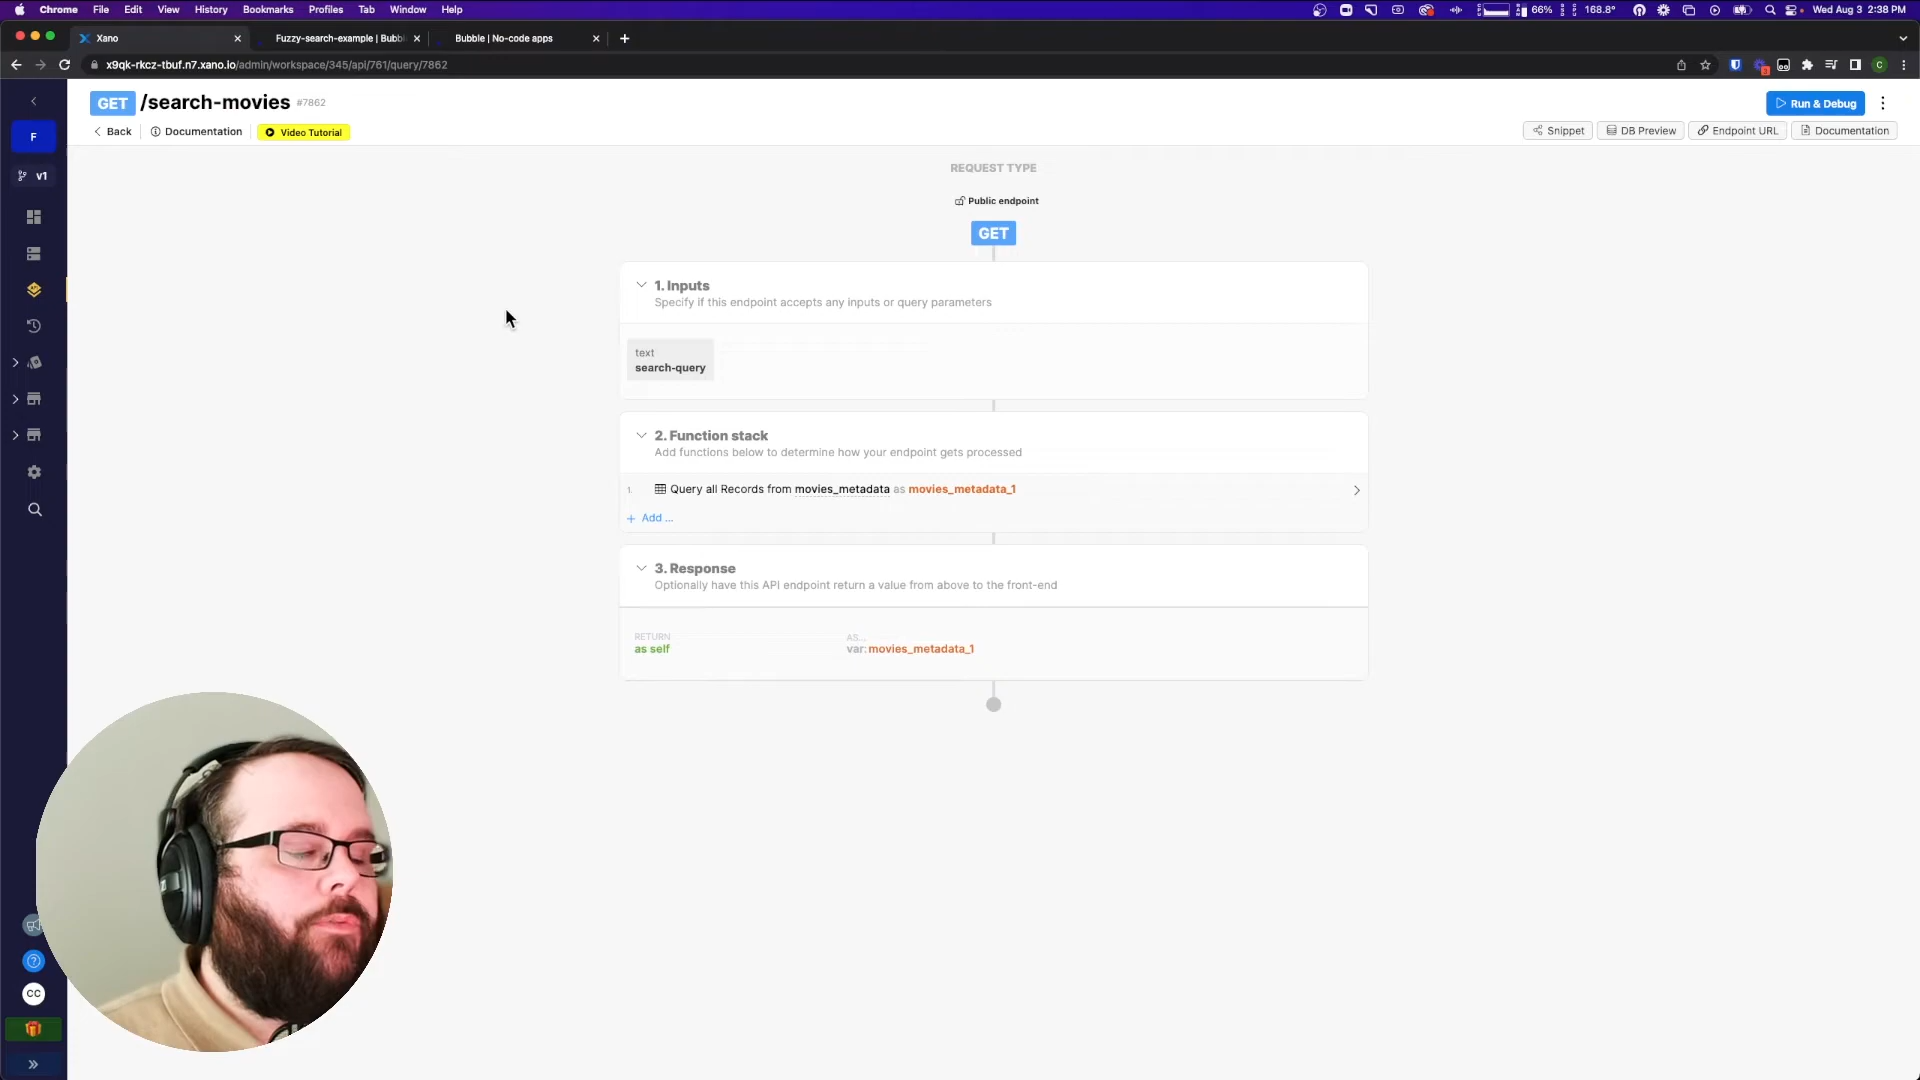 Chrome File Edit View History Bookmarks Profiles Tab Window Help
66% 168.8° Wed Aug 3 2:38 PM
Xano
Fuzzy-search-example | Bubbl
Bubble | No-code apps
x9qk-rkcz-tbuf.n7.xano.io/admin/workspace/345/api/761/query/7862
F
v1
GET /search-movies #7862
Run & Debug
Back
Documentation
Video Tutorial
Snippet
DB Preview
Endpoint URL
Documentation
REQUEST TYPE
Public endpoint
GET
1. Inputs
Specify if this endpoint accepts any inputs or query parameters
text
search-query
2. Function stack
Add functions below to determine how your endpoint gets processed
1. Query all Records from movies_metadata as movies_metadata_1
+ Add ...
3. Response
Optionally have this API endpoint return a value from above to the front-end
RETURN AS...
as self var: movies_metadata_1
CC